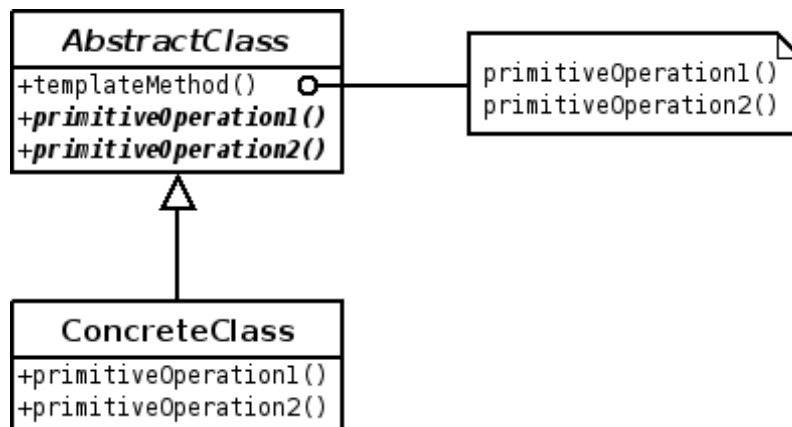 AbstractClass
+templateMethod()
+primitiveOperation1()
+primitiveOperation2()
primitiveOperation1()
primitiveOperation2()
ConcreteClass
+primitiveOperation1()
+primitiveOperation2()